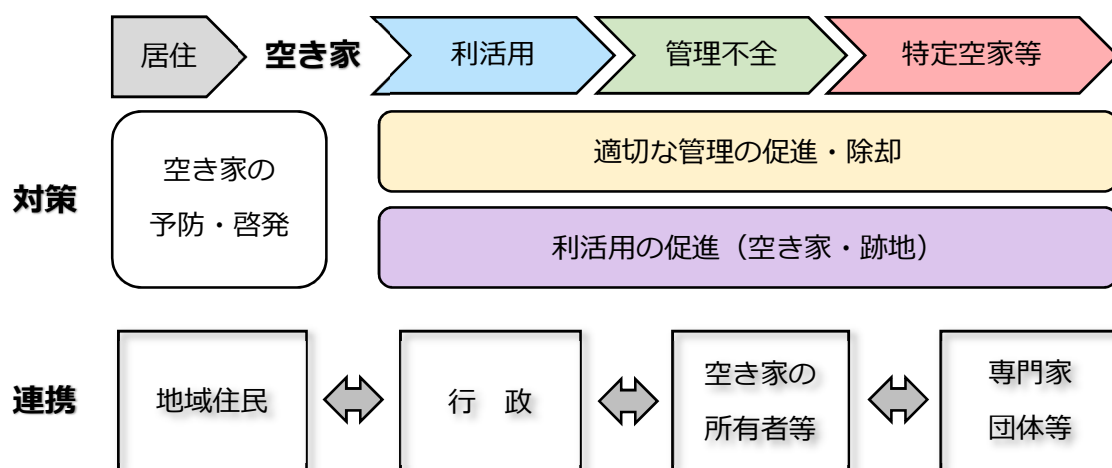 居住
空き家
利活用
管理不全
特定空家等
対策
空き家の
予防・啓発
適切な管理の促進・除却
利活用の促進（空き家・跡地）
連携
地域住民
行　政
空き家の
所有者等
専門家
団体等